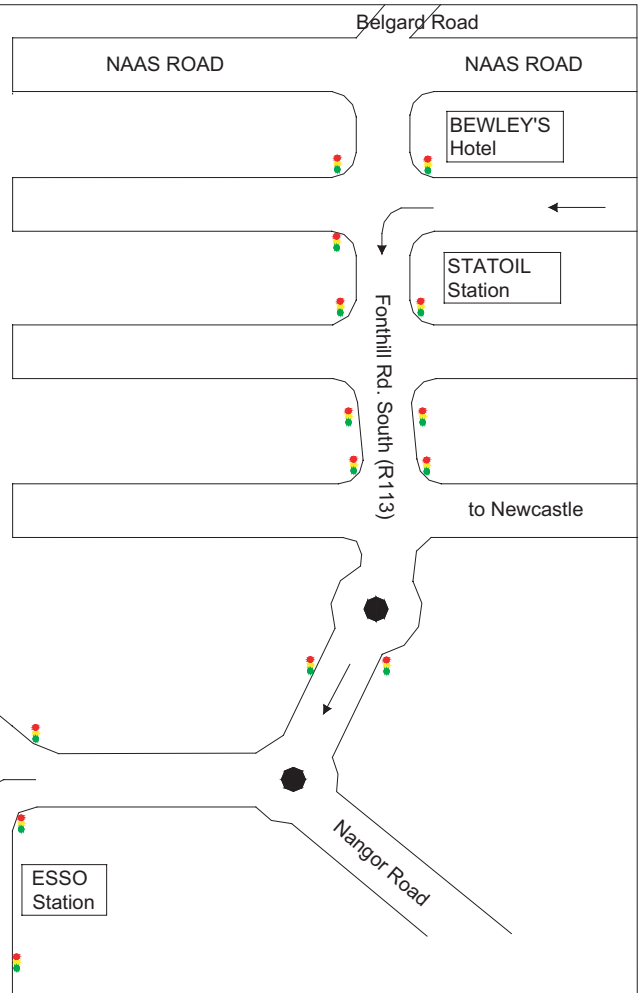 Belgard Road
NAAS ROAD
NAAS ROAD
BEWLEY'S
Hotel
STATOIL
Station
Fonthill Rd. South (R113)
to Newcastle
Nangor Road
ESSO
Station